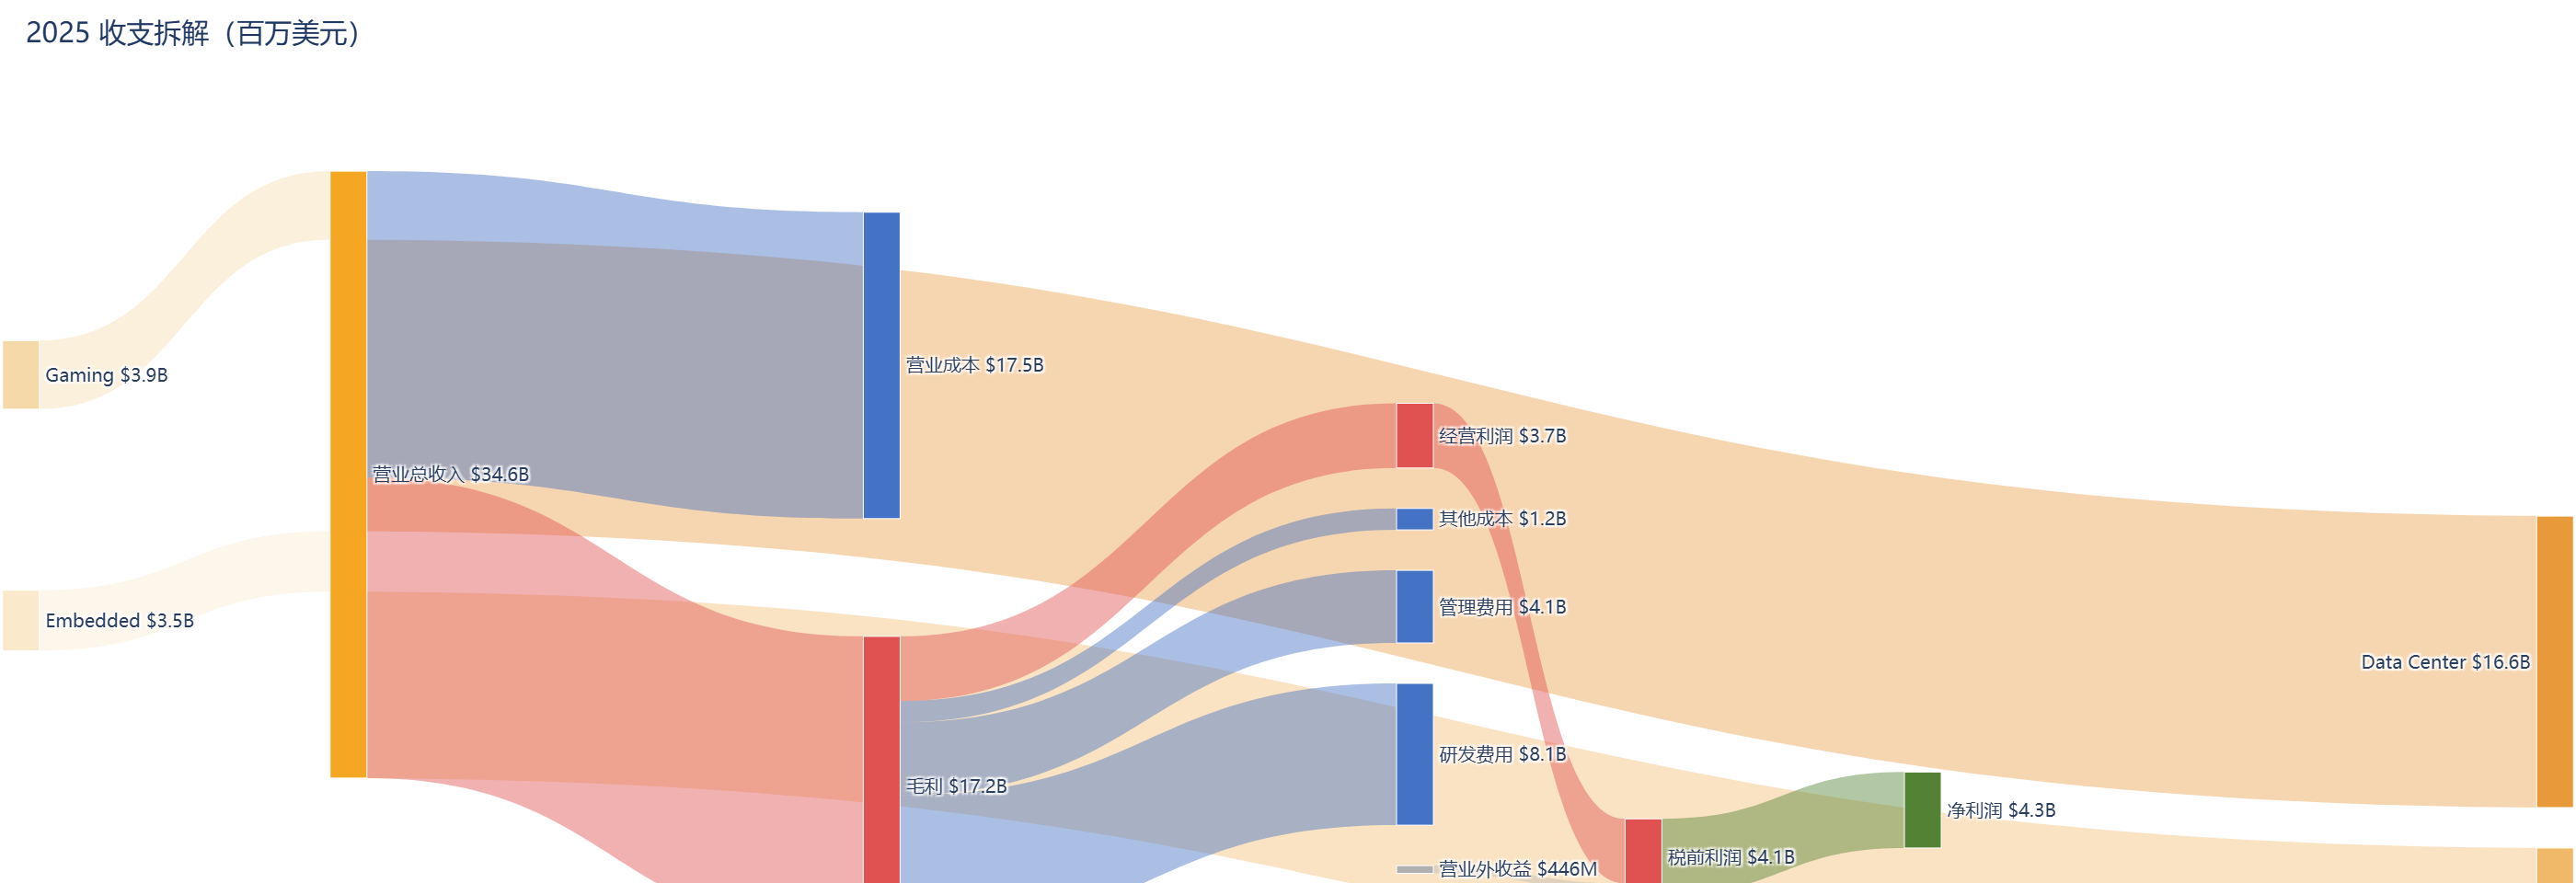 2025 收支拆解（百万美元）
Gaming $3.9B
Embedded $3.5B
营业总收入 $34.6B
营业成本 $17.5B
毛利 $17.2B
经营利润 $3.7B
其他成本 $1.2B
管理费用 $4.1B
研发费用 $8.1B
营业外收益 $446M
税前利润 $4.1B
净利润 $4.3B
Data Center $16.6B